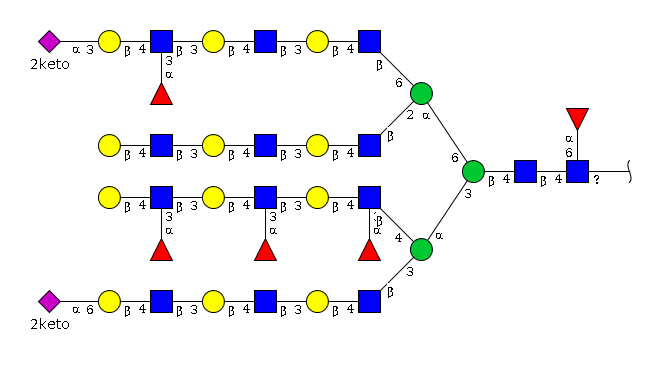 α 3 β 4 β 3 β 4 β 3 β 4 β
2keto 3
α
6
2 α
β 4 β 3 β 4 β 3 β 4 β
α
6
6
β 4 β 4 ?
3
β 4 β 3 β 4 β 3 β 4 β
3 3 3
α α α
4 α
3
α 6 β 4 β 3 β 4 β 3 β 4 β
2keto